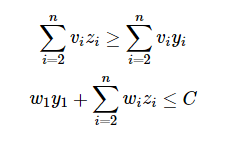 \sum_{i=2}^{n} v_i z_i \geq \sum_{i=2}^{n} v_i y_i
w_1 y_1 + \sum_{i=2}^{n} w_i z_i \leq C